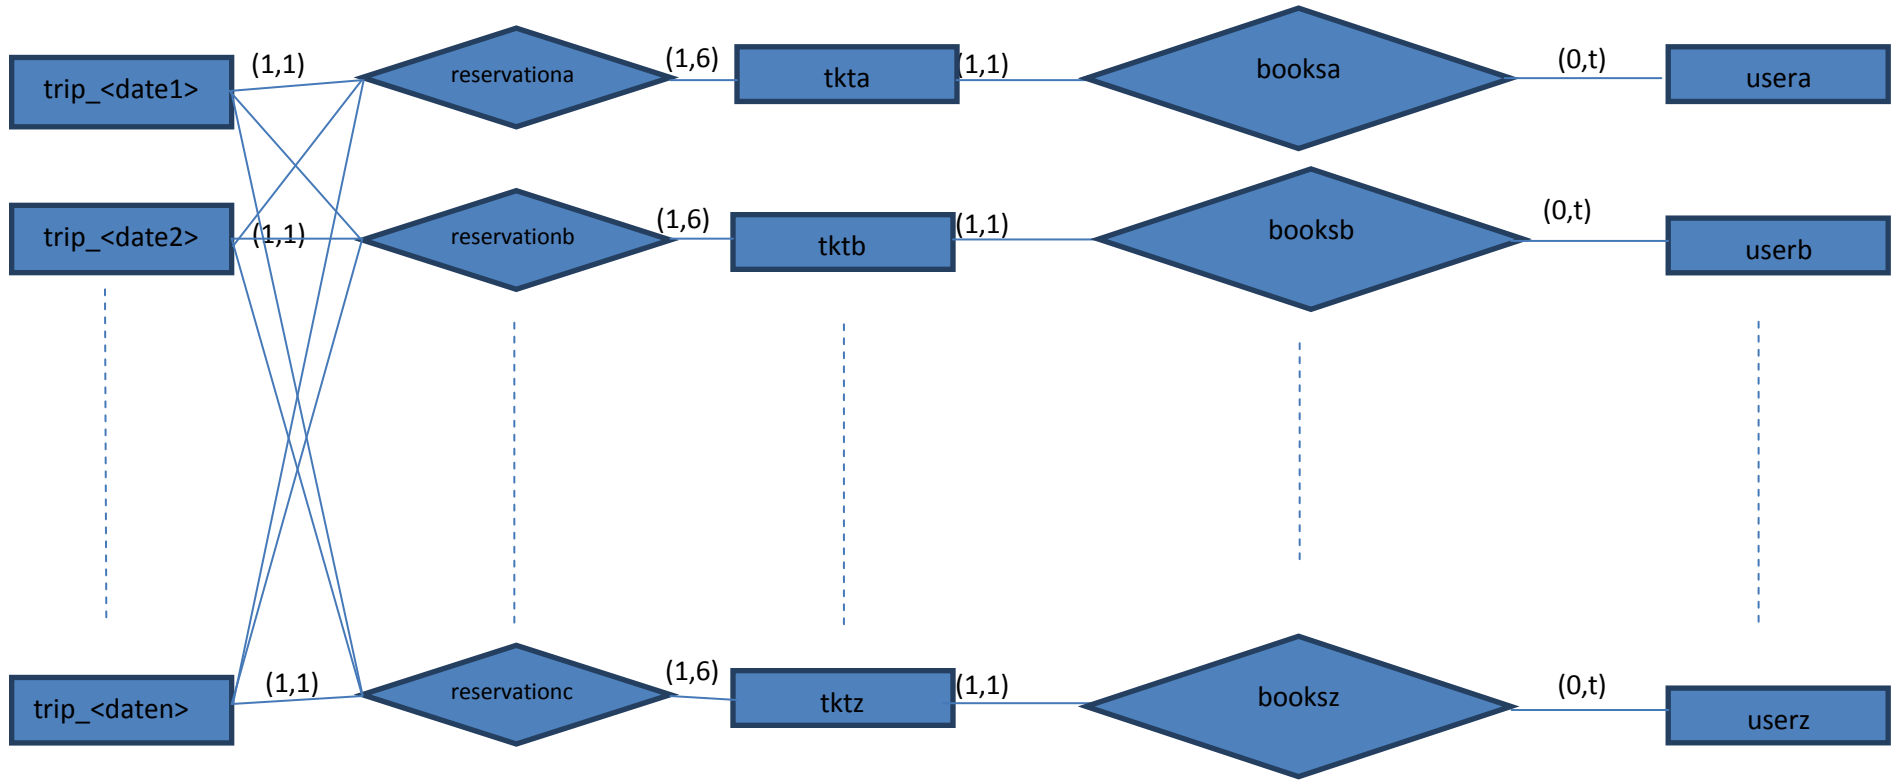 trip_<date1>
(1,1)
reservationa
(1,6)
tkta
(1,1)
booksa
(0,t)
usera
trip_<date2>
(1,1)
reservationb
(1,6)
tktb
(1,1)
booksb
(0,t)
userb
trip_<daten>
(1,1)
reservationc
(1,6)
tktz
(1,1)
booksz
(0,t)
userz